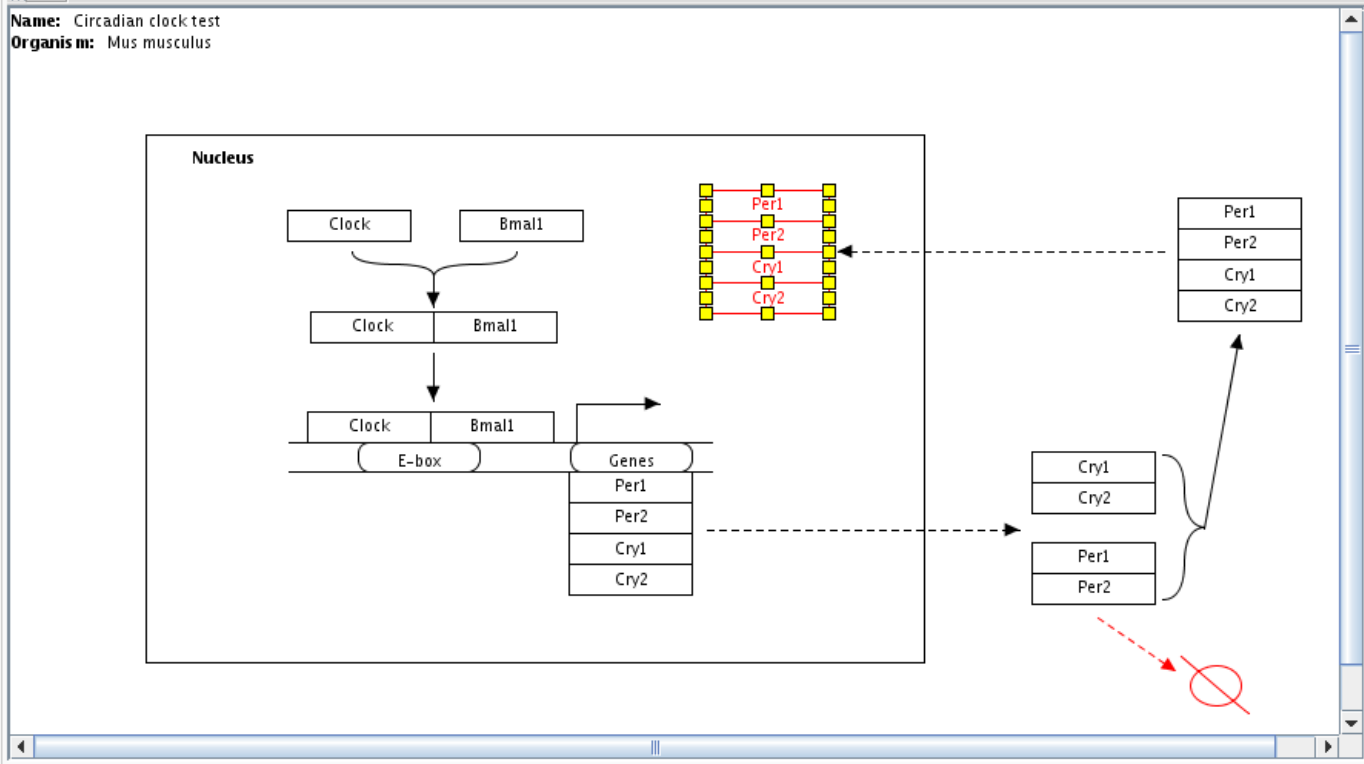 Name: Circadian clock test
Organism: Mus musculus
Nucleus
Clock
Bmal1
Clock Bmal1
Clock Bmal1
E-box
Genes
Per1
Per2
Cry1
Cry2
Per1
Per2
Cry1
Cry2
Cry1
Cry2
Per1
Per2
Per1
Per2
Cry1
Cry2